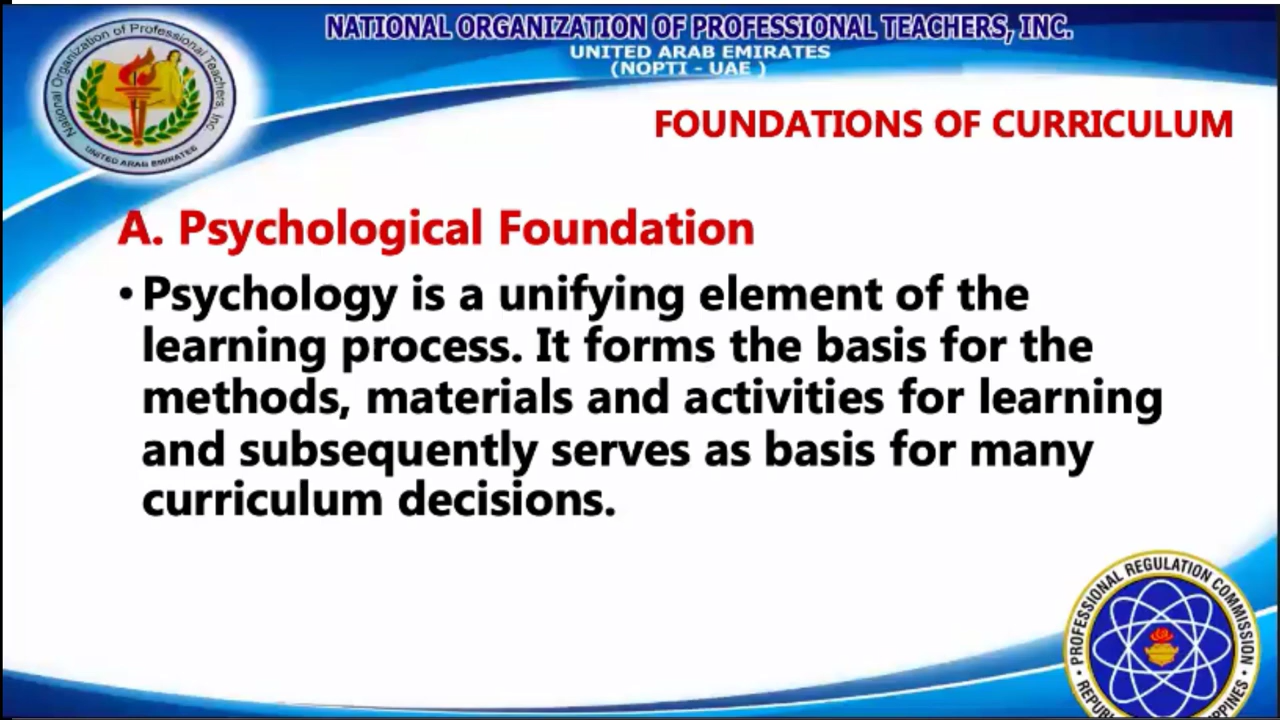 NATIONAL ORGANIZATION OF PROFESSIONAL TEACHERS, INC.
UNITED ARAB EMIRATES
(NOPTI - UAE )
National Organization of Professional Teachers, Inc
UNITED ARAB EMIRATES
FOUNDATIONS OF CURRICULUM
A. Psychological Foundation
• Psychology is a unifying element of the
learning process. It forms the basis for the
methods, materials and activities for learning
and subsequently serves as basis for many
curriculum decisions.
PROFESSIONAL REGULATION COMMISSION